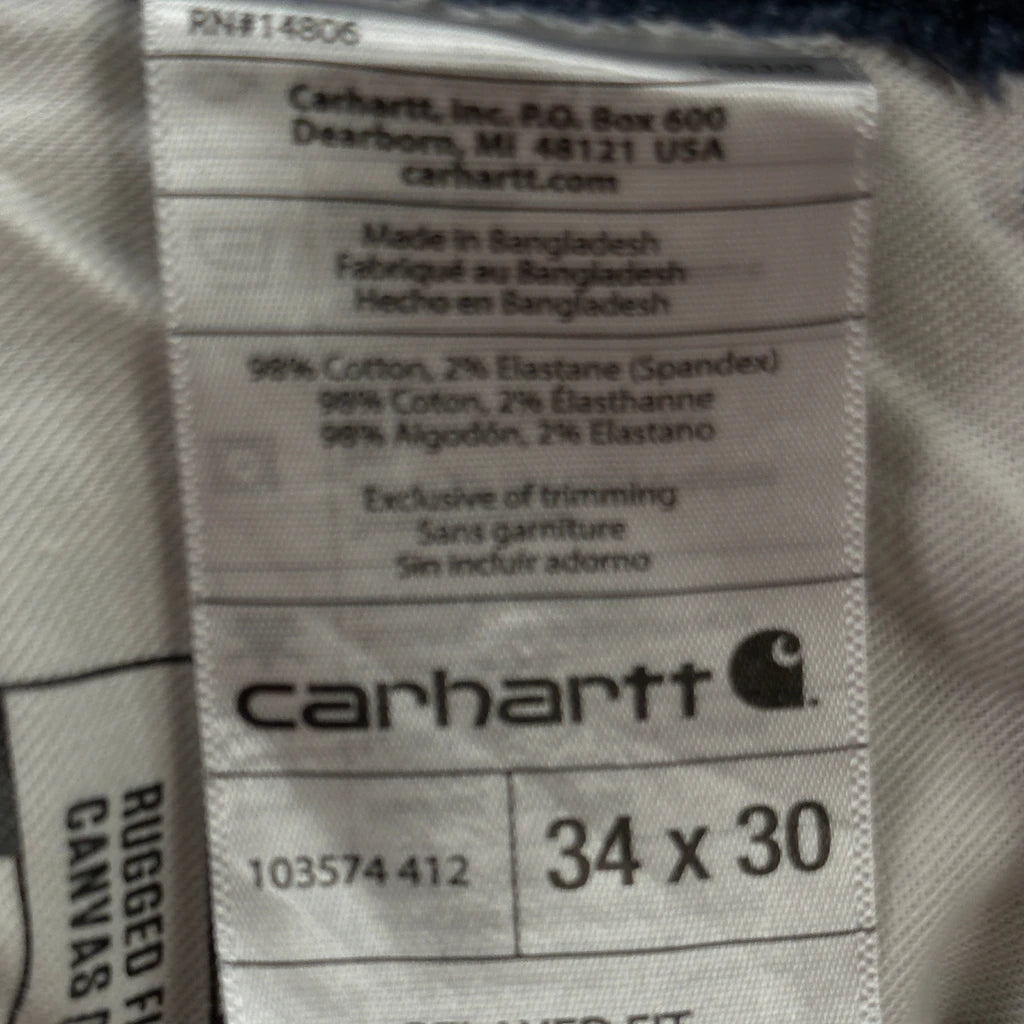 RN#14806
Carhartt, Inc. P.O. Box 600
Dearborn, MI 48121 USA
carhartt.com
Made in Bangladesh
Fabriqué au Bangladesh
Hecho en Bangladesh
98% Cotton, 2% Elastane (Spandex)
98% Coton, 2% Élasthanne
98% Algodón, 2% Elastano
Exclusive of trimming
Sans garniture
Sin incluir adorno
carhartt
103574 412
34 x 30
RELAXED FIT
RUGGED
CANVAS